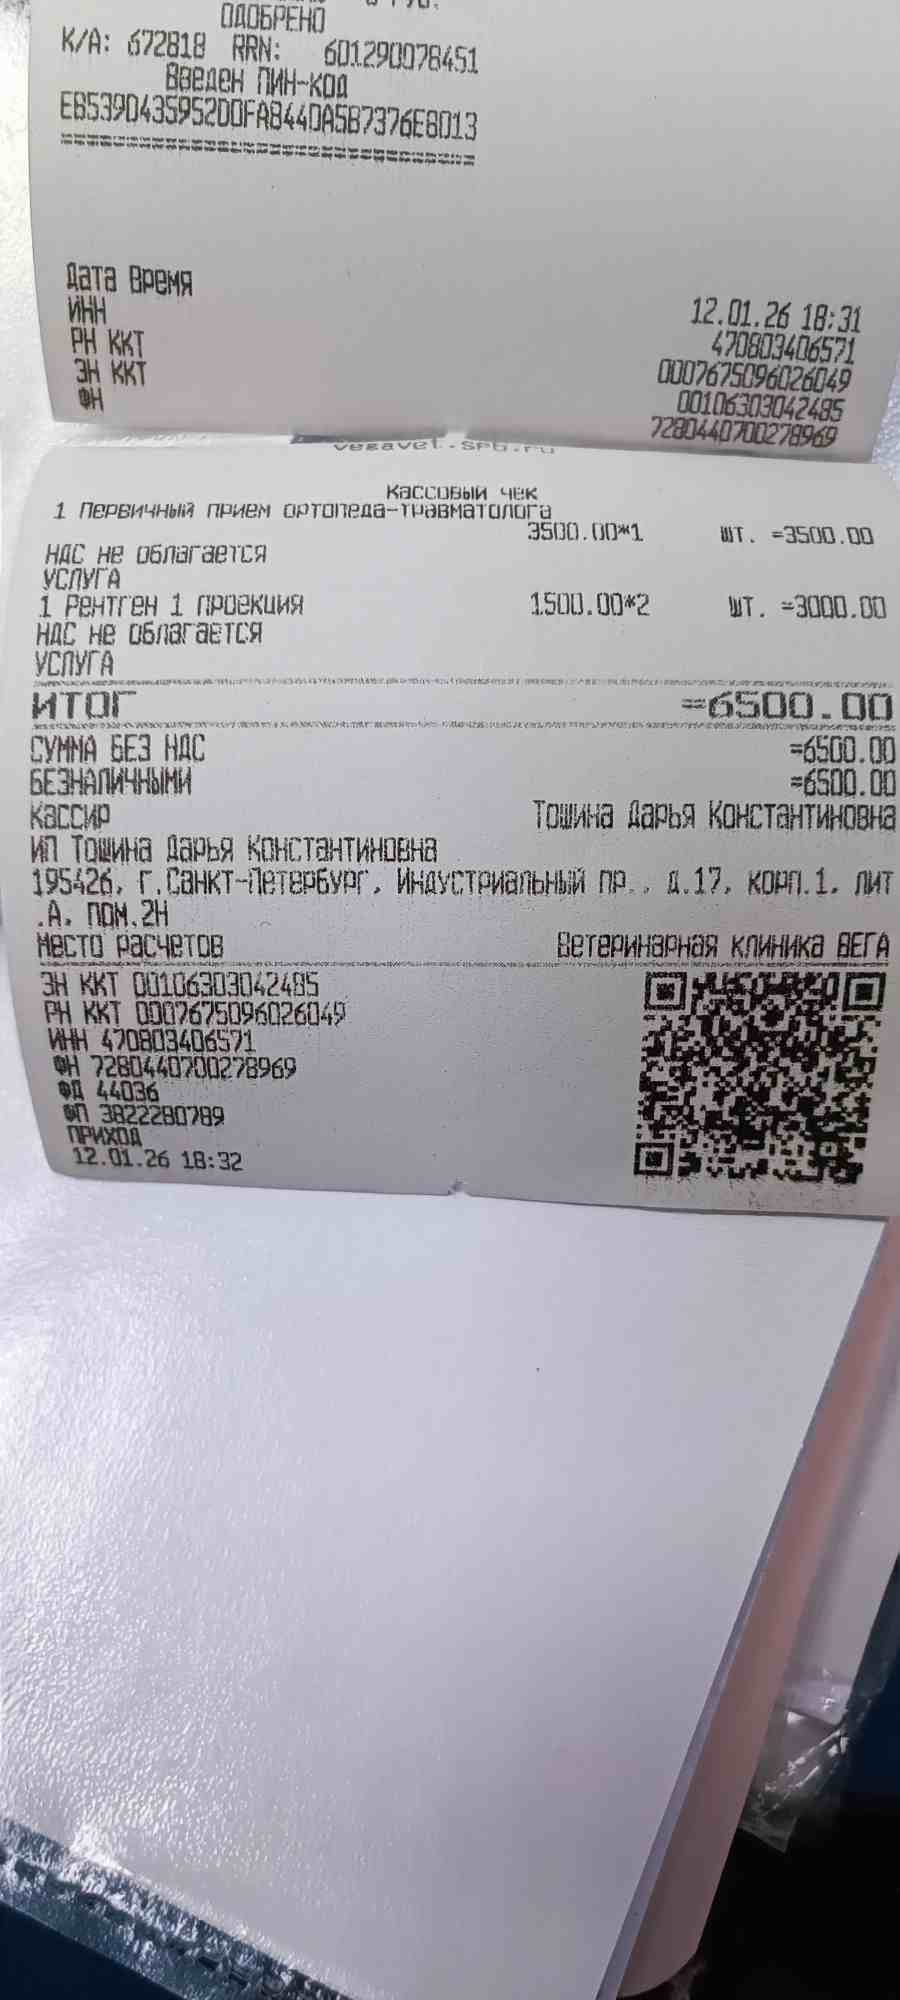 ОДОБРЕНО
К/А: 672818 RRN: 601290078451
Введен ПИН-код
EB539D435952DDFA844DA5B7376E8D13
================================
Дата Время 12.01.26 18:31
ИНН 470803406571
РН ККТ 0007675096026049
ЗН ККТ 00106303042485
ФН 7280440700278969
vegavet.spb.ru
Кассовый чек
1 Первичный прием ортопеда-травматолога
3500.00*1 шт. =3500.00
НДС не облагается
УСЛУГА
1 Рентген 1 проекция 1500.00*2 шт. =3000.00
НДС не облагается
УСЛУГА
ИТОГ =6500.00
СУММА БЕЗ НДС =6500.00
БЕЗНАЛИЧНЫМИ =6500.00
Кассир Тошина Дарья Константиновна
ИП Тошина Дарья Константиновна
195426, г.Санкт-Петербург, Индустриальный пр., д.17, корп.1, лит
.А, пом.2Н
Место расчетов Ветеринарная клиника ВЕГА
ЗН ККТ 00106303042485
РН ККТ 0007675096026049
ИНН 470803406571
ФН 7280440700278969
ФД 44036
ФП 3822280789
ПРИХОД
12.01.26 18:32